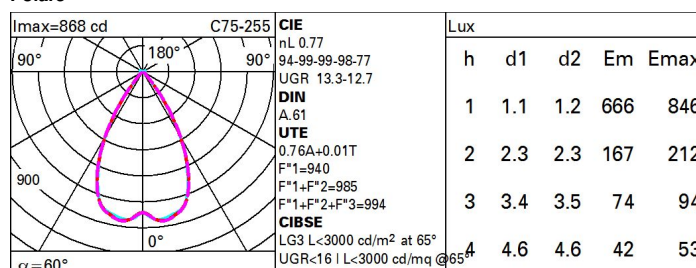 Imax=868 cd C75-255
90° 180° 90°
900
0°
α=60°
CIE
nL 0.77
94-99-99-98-77
UGR 13.3-12.7
DIN
A.61
UTE
0.76A+0.01T
F"1=940
F"1+F"2=985
F"1+F"2+F"3=994
CIBSE
LG3 L<3000 cd/m² at 65°
UGR<16 | L<3000 cd/mq @65°
Lux
h d1 d2 Em Emax
1 1.1 1.2 666 846
2 2.3 2.3 167 212
3 3.4 3.5 74 94
4 4.6 4.6 42 53